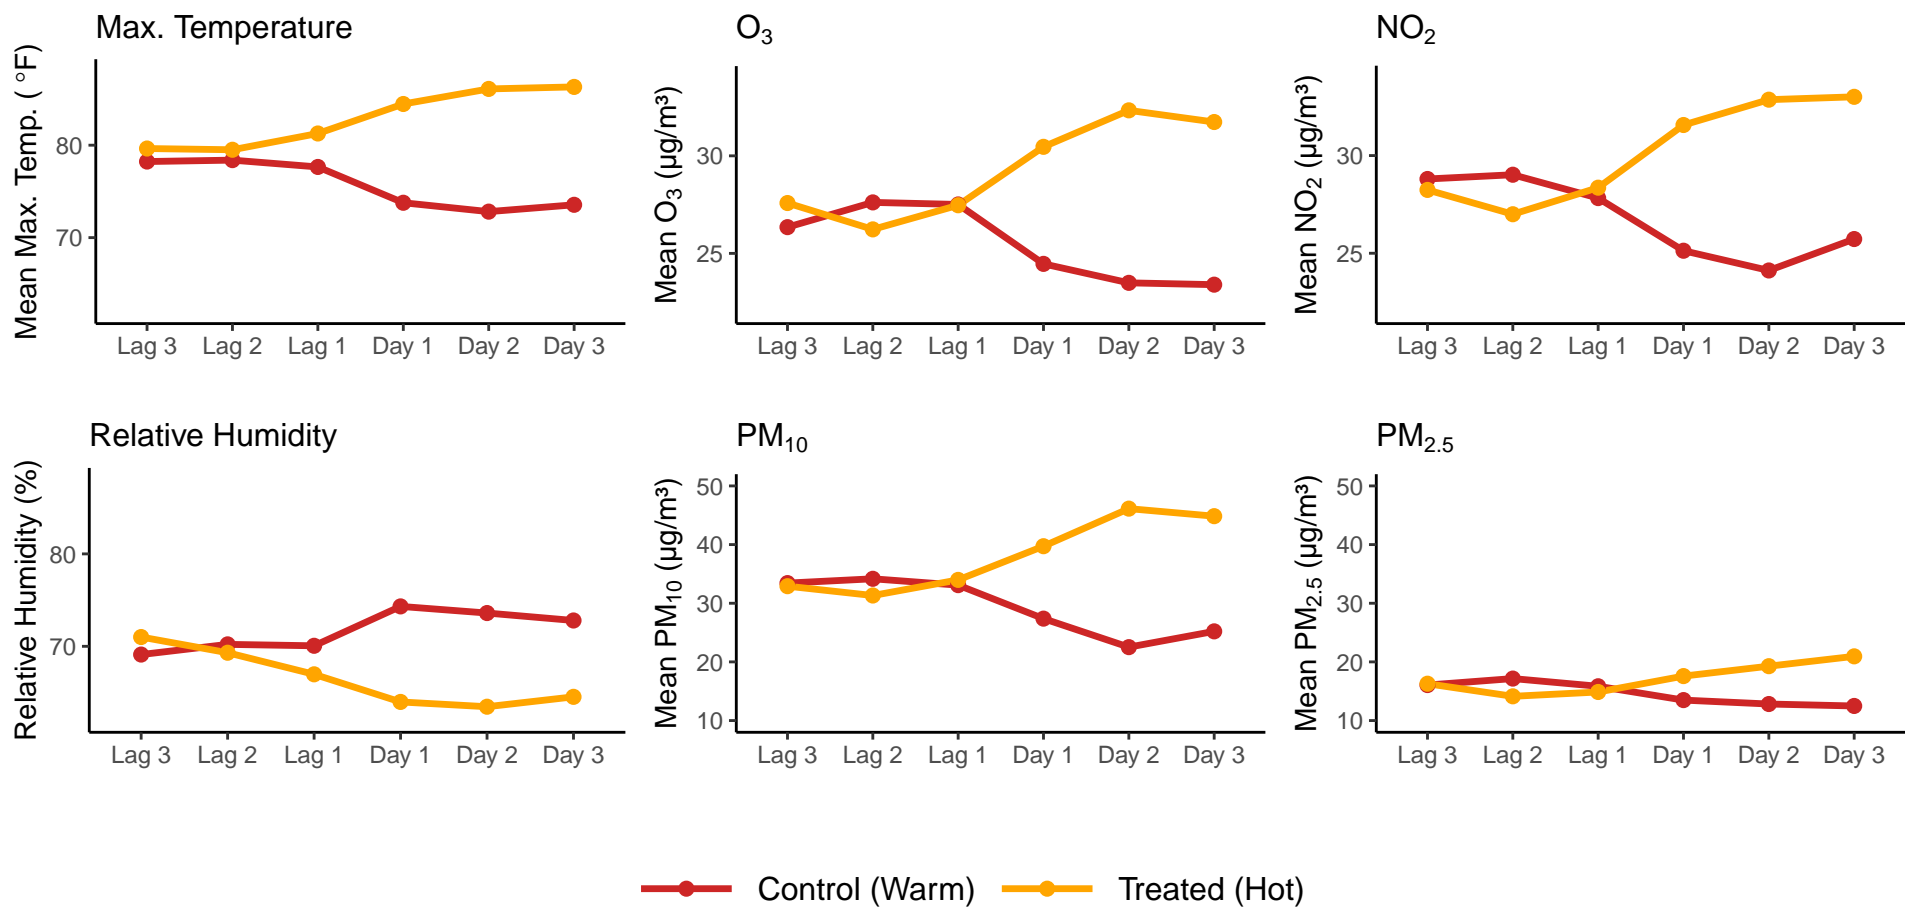 Max. Temperature
Mean Max. Temp. ( °F)
80
70
Lag 3 Lag 2 Lag 1 Day 1 Day 2 Day 3
O₃
Mean O₃ (µg/m³)
30
25
Lag 3 Lag 2 Lag 1 Day 1 Day 2 Day 3
NO₂
Mean NO₂ (µg/m³)
30
25
Lag 3 Lag 2 Lag 1 Day 1 Day 2 Day 3
Relative Humidity
Relative Humidity (%)
80
70
Lag 3 Lag 2 Lag 1 Day 1 Day 2 Day 3
PM₁₀
Mean PM₁₀ (µg/m³)
50
40
30
20
10
Lag 3 Lag 2 Lag 1 Day 1 Day 2 Day 3
PM₂.₅
Mean PM₂.₅ (µg/m³)
50
40
30
20
10
Lag 3 Lag 2 Lag 1 Day 1 Day 2 Day 3
Control (Warm) Treated (Hot)